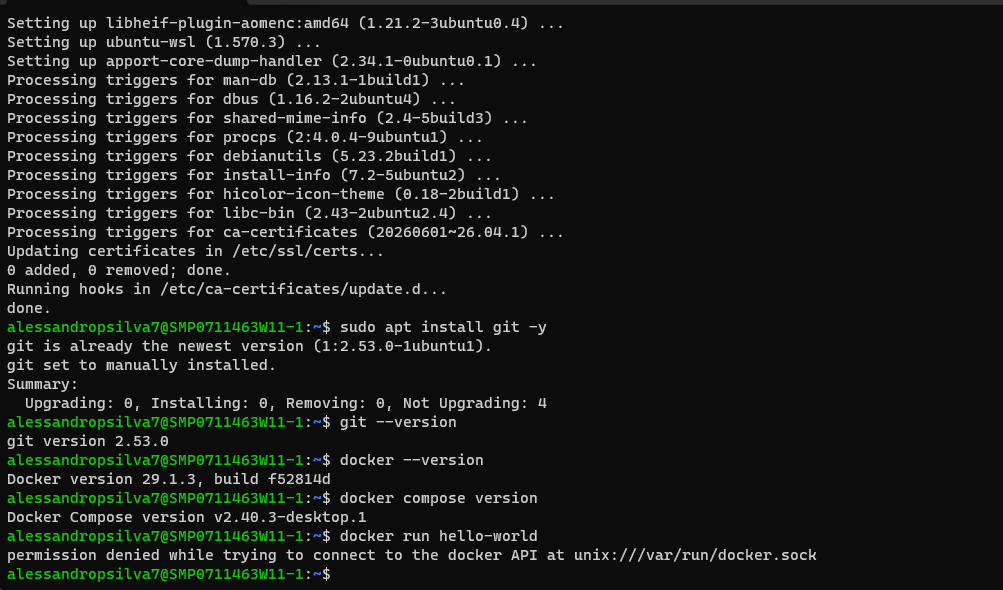 Setting up libheif-plugin-aomenc:amd64 (1.21.2-3ubuntu0.4) ...
Setting up ubuntu-wsl (1.570.3) ...
Setting up apport-core-dump-handler (2.34.1-0ubuntu0.1) ...
Processing triggers for man-db (2.13.1-1build1) ...
Processing triggers for dbus (1.16.2-2ubuntu4) ...
Processing triggers for shared-mime-info (2.4-5build3) ...
Processing triggers for procps (2:4.0.4-9ubuntu1) ...
Processing triggers for debianutils (5.23.2build1) ...
Processing triggers for install-info (7.2-5ubuntu2) ...
Processing triggers for hicolor-icon-theme (0.18-2build1) ...
Processing triggers for libc-bin (2.43-2ubuntu2.4) ...
Processing triggers for ca-certificates (20260601~26.04.1) ...
Updating certificates in /etc/ssl/certs...
0 added, 0 removed; done.
Running hooks in /etc/ca-certificates/update.d...
done.
alessandropsilva7@SMP0711463W11-1:~$ sudo apt install git -y
git is already the newest version (1:2.53.0-1ubuntu1).
git set to manually installed.
Summary:
  Upgrading: 0, Installing: 0, Removing: 0, Not Upgrading: 4
alessandropsilva7@SMP0711463W11-1:~$ git --version
git version 2.53.0
alessandropsilva7@SMP0711463W11-1:~$ docker --version
Docker version 29.1.3, build f52814d
alessandropsilva7@SMP0711463W11-1:~$ docker compose version
Docker Compose version v2.40.3-desktop.1
alessandropsilva7@SMP0711463W11-1:~$ docker run hello-world
permission denied while trying to connect to the docker API at unix:///var/run/docker.sock
alessandropsilva7@SMP0711463W11-1:~$